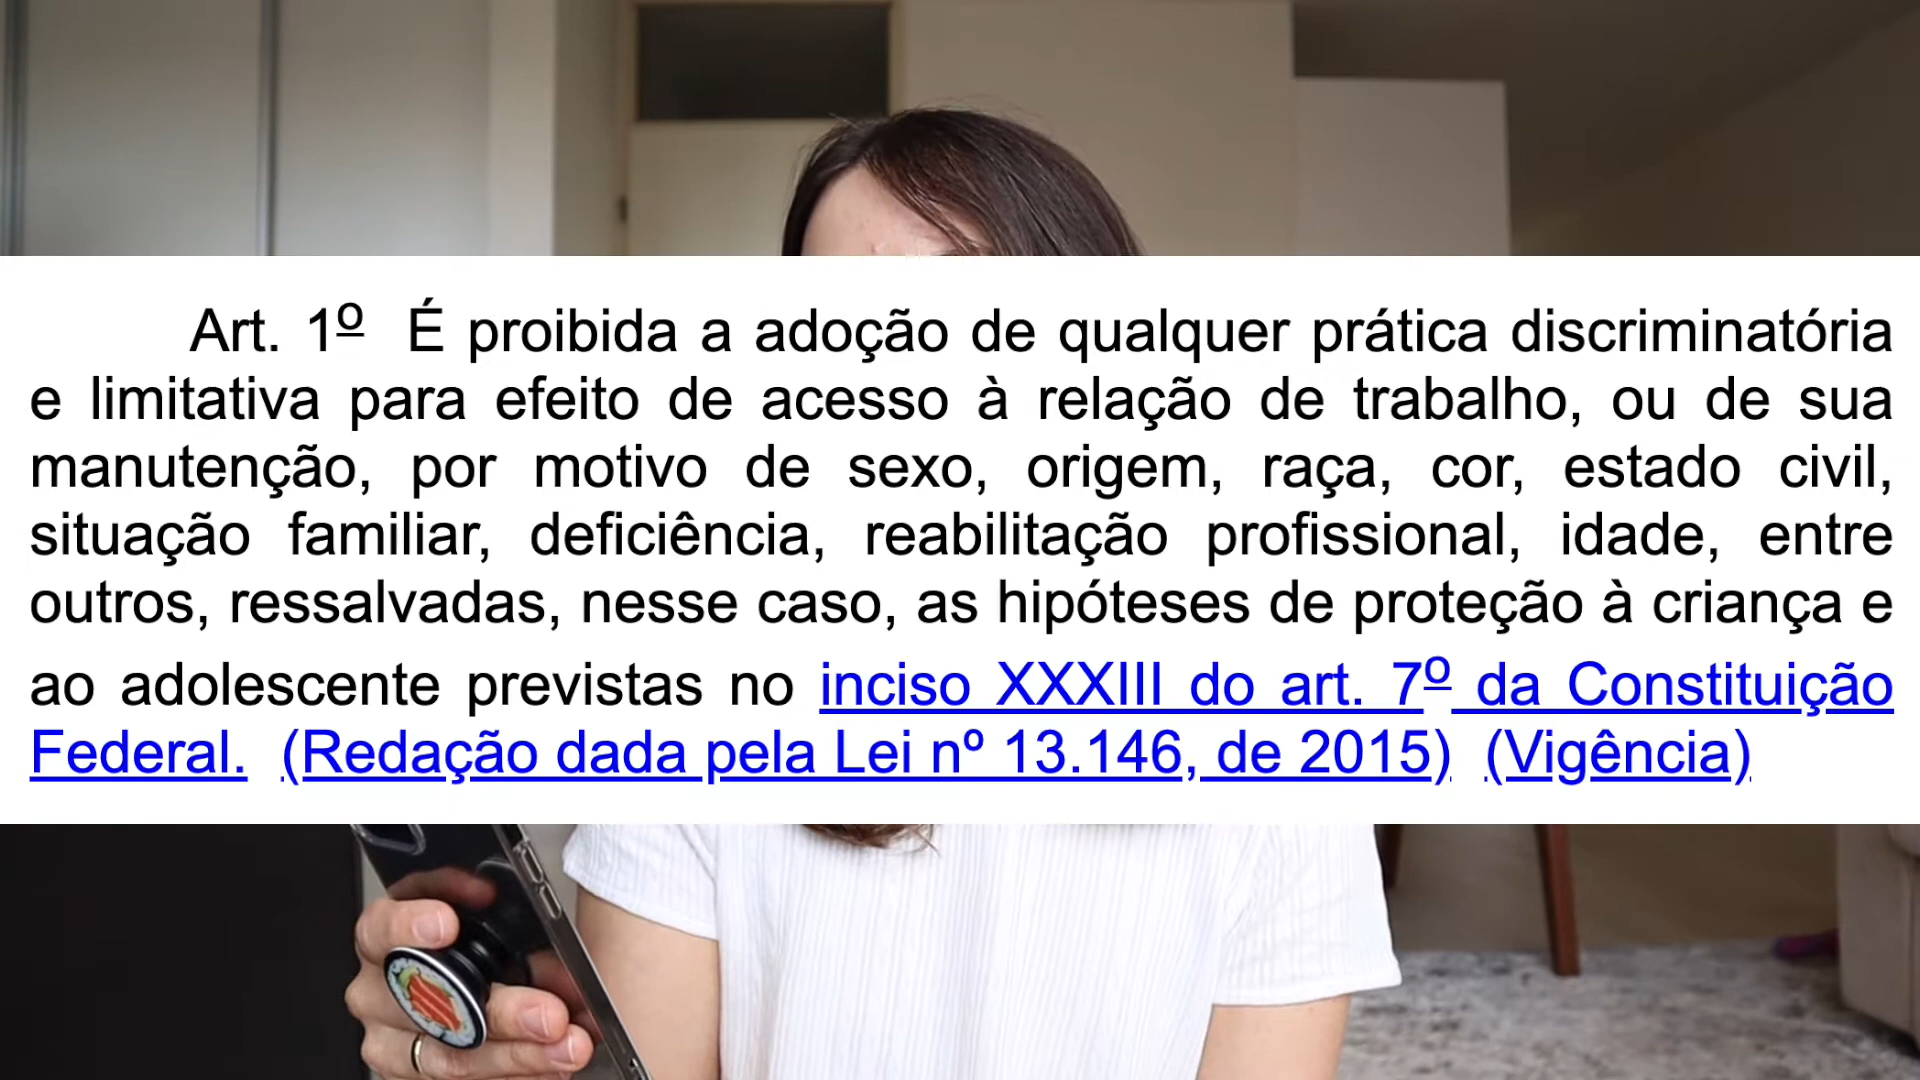 Art. 1º É proibida a adoção de qualquer prática discriminatória
e limitativa para efeito de acesso à relação de trabalho, ou de sua
manutenção, por motivo de sexo, origem, raça, cor, estado civil,
situação familiar, deficiência, reabilitação profissional, idade, entre
outros, ressalvadas, nesse caso, as hipóteses de proteção à criança e
ao adolescente previstas no inciso XXXIII do art. 7º da Constituição
Federal. (Redação dada pela Lei nº 13.146, de 2015) (Vigência)